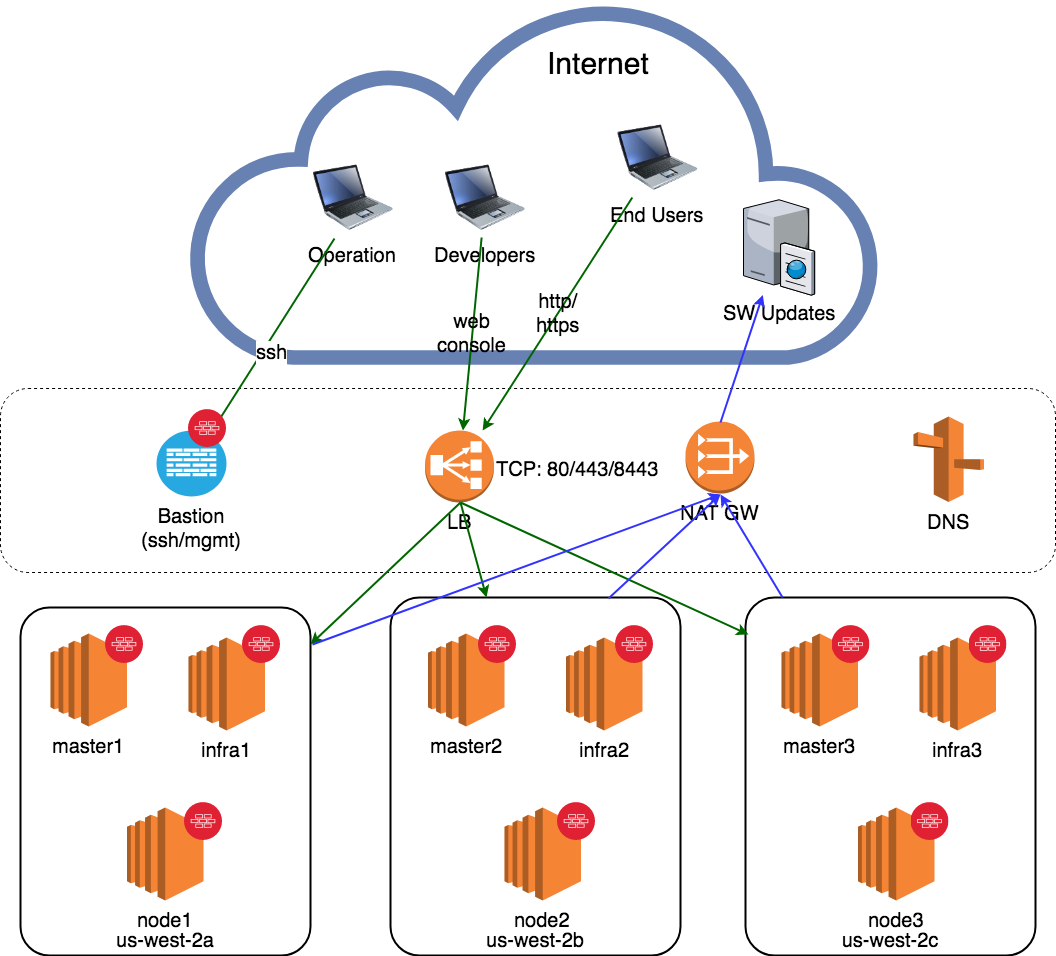 Internet
Operation
Developers
End Users
SW Updates
ssh
web
console
http/
https
Bastion
(ssh/mgmt)
LB
TCP: 80/443/8443
NAT GW
DNS
master1
infra1
node1
us-west-2a
master2
infra2
node2
us-west-2b
master3
infra3
node3
us-west-2c